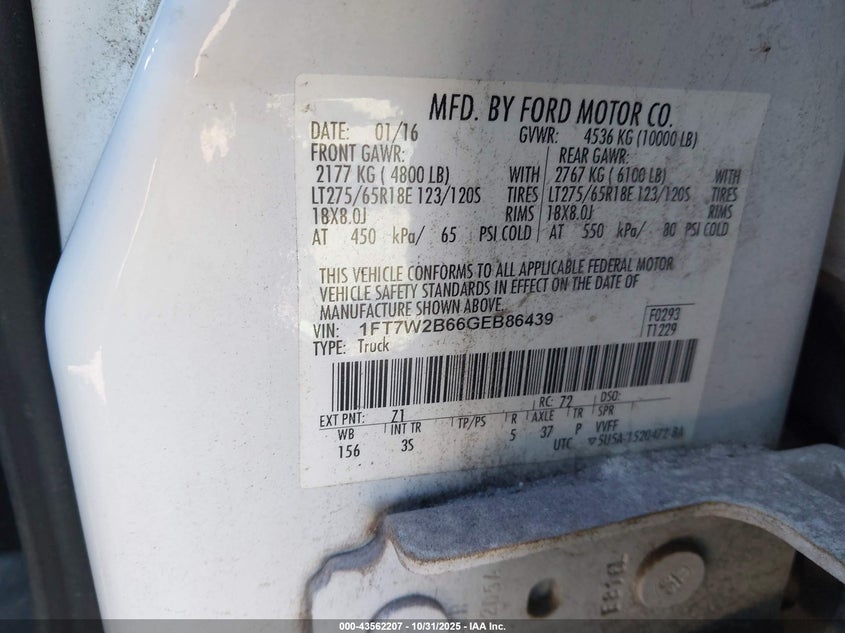 MFD. BY FORD MOTOR CO.
DATE: 01/16 GVWR: 4536 KG (10000 LB)
FRONT GAWR: REAR GAWR:
2177 KG ( 4800 LB) WITH 2767 KG ( 6100 LB) WITH
LT275/65R18E 123/120S TIRES LT275/65R18E 123/120S TIRES
18X8.0J RIMS 18X8.0J RIMS
AT 450 kPa/ 65 PSI COLD AT 550 kPa/ 80 PSI COLD
THIS VEHICLE CONFORMS TO ALL APPLICABLE FEDERAL MOTOR
VEHICLE SAFETY STANDARDS IN EFFECT ON THE DATE OF
MANUFACTURE SHOWN ABOVE.
VIN: 1FT7W2B66GEB86439 F0293
TYPE: Truck T1229
EXT PNT: Z1 RC: 72 DSO:
WB INT TR TP/PS R AXLE TR SPR
156 3S 5 37 P VVFF
UTC ▽5U5A-1520472-BA
000-43562207 - 10/31/2025 - IAA Inc.